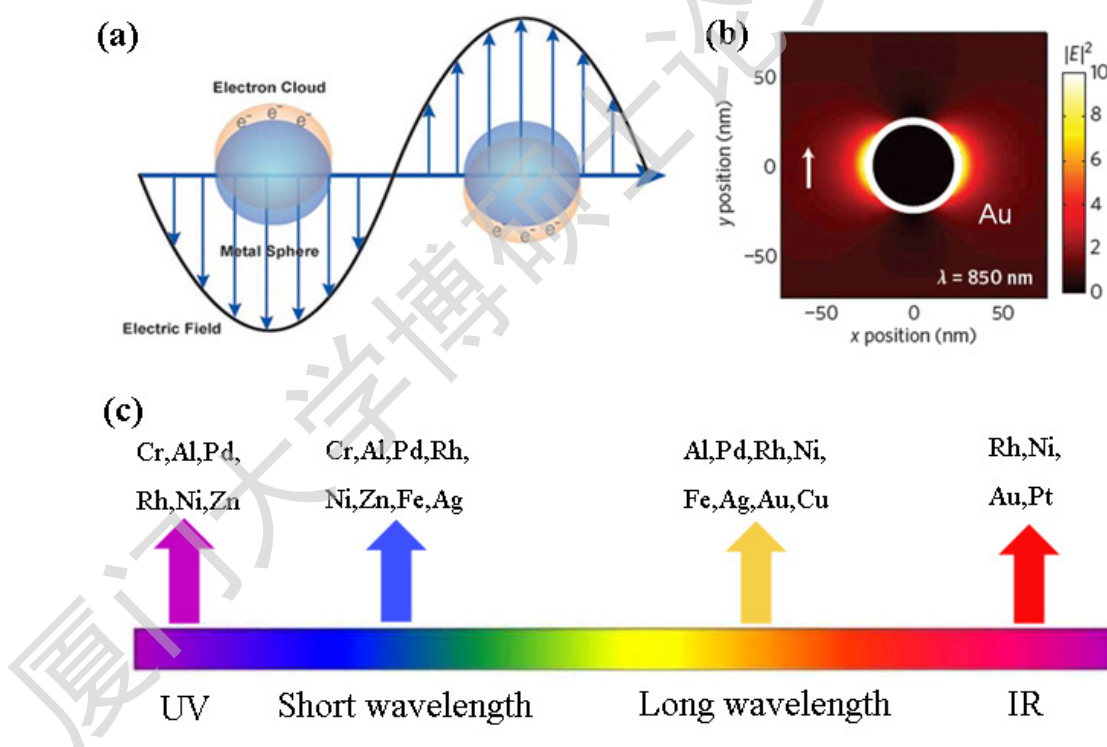 (a)
Electron Cloud
e⁻ e⁻ e⁻
Metal Sphere
e⁻ e⁻ e⁻
Electric Field
(b)
|E|²
50
0
−50
y position (nm)
−50 0 50
x position (nm)
Au
λ = 850 nm
10
8
6
4
2
0
(c)
Cr,Al,Pd,
Rh,Ni,Zn
Cr,Al,Pd,Rh,
Ni,Zn,Fe,Ag
Al,Pd,Rh,Ni,
Fe,Ag,Au,Cu
Rh,Ni,
Au,Pt
UV
Short wavelength
Long wavelength
IR
厦门大学博硕士论